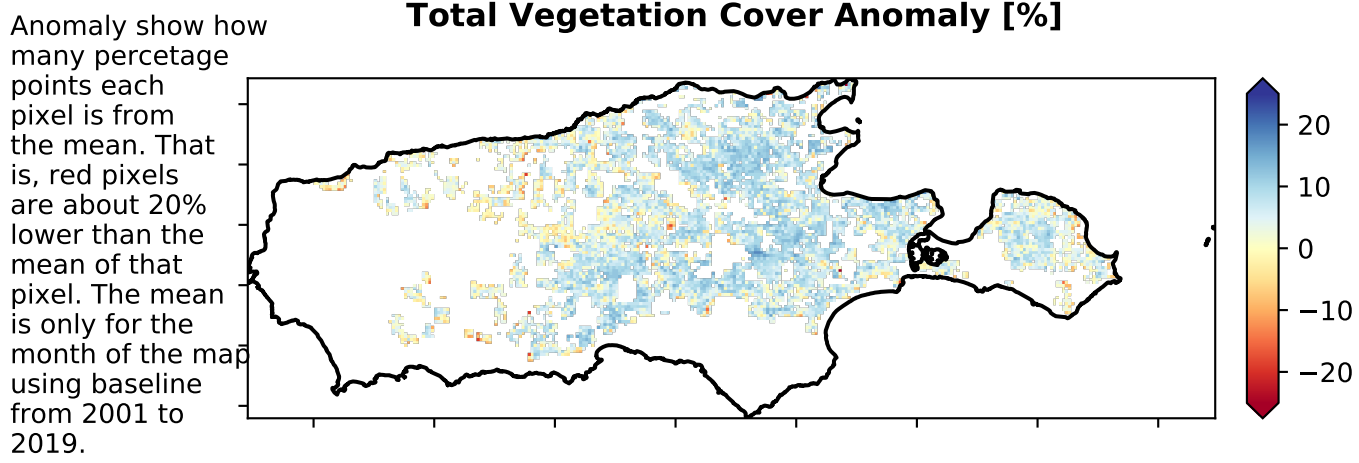 Total Vegetation Cover Anomaly [%]
Anomaly show how
many percetage
points each
pixel is from
the mean. That
is, red pixels
are about 20%
lower than the
mean of that
pixel. The mean
is only for the
month of the map
using baseline
from 2001 to
2019.
20
10
0
−10
−20